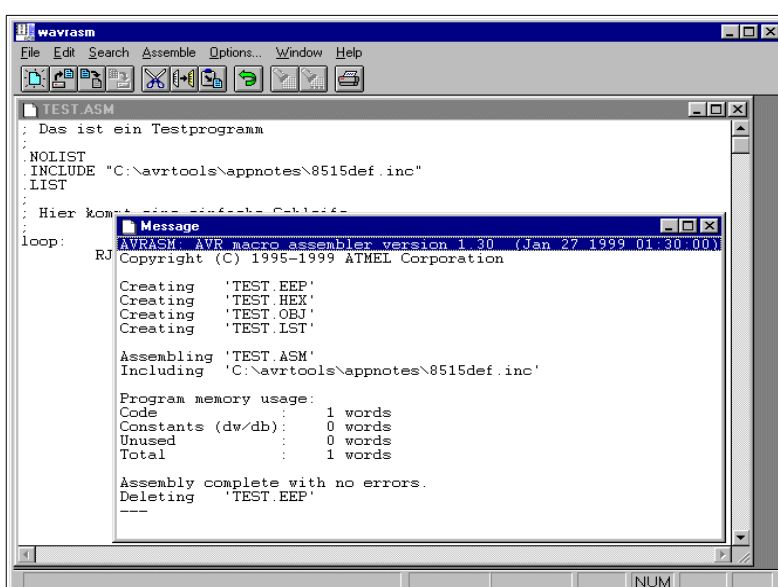 wavrasm
File Edit Search Assemble Options... Window Help
TEST.ASM
; Das ist ein Testprogramm
;
.NOLIST
.INCLUDE "C:\avrtools\appnotes\8515def.inc"
.LIST
;
; Hier kommt eine einfache Schleife
;
loop:
RJ
Message
AVRASM: AVR macro assembler version 1.30 (Jan 27 1999 01:30:00)
Copyright (C) 1995-1999 ATMEL Corporation
Creating 'TEST.EEP'
Creating 'TEST.HEX'
Creating 'TEST.OBJ'
Creating 'TEST.LST'
Assembling 'TEST.ASM'
Including 'C:\avrtools\appnotes\8515def.inc'
Program memory usage:
Code : 1 words
Constants (dw/db): 0 words
Unused : 0 words
Total : 1 words
Assembly complete with no errors.
Deleting 'TEST.EEP'
---
NUM